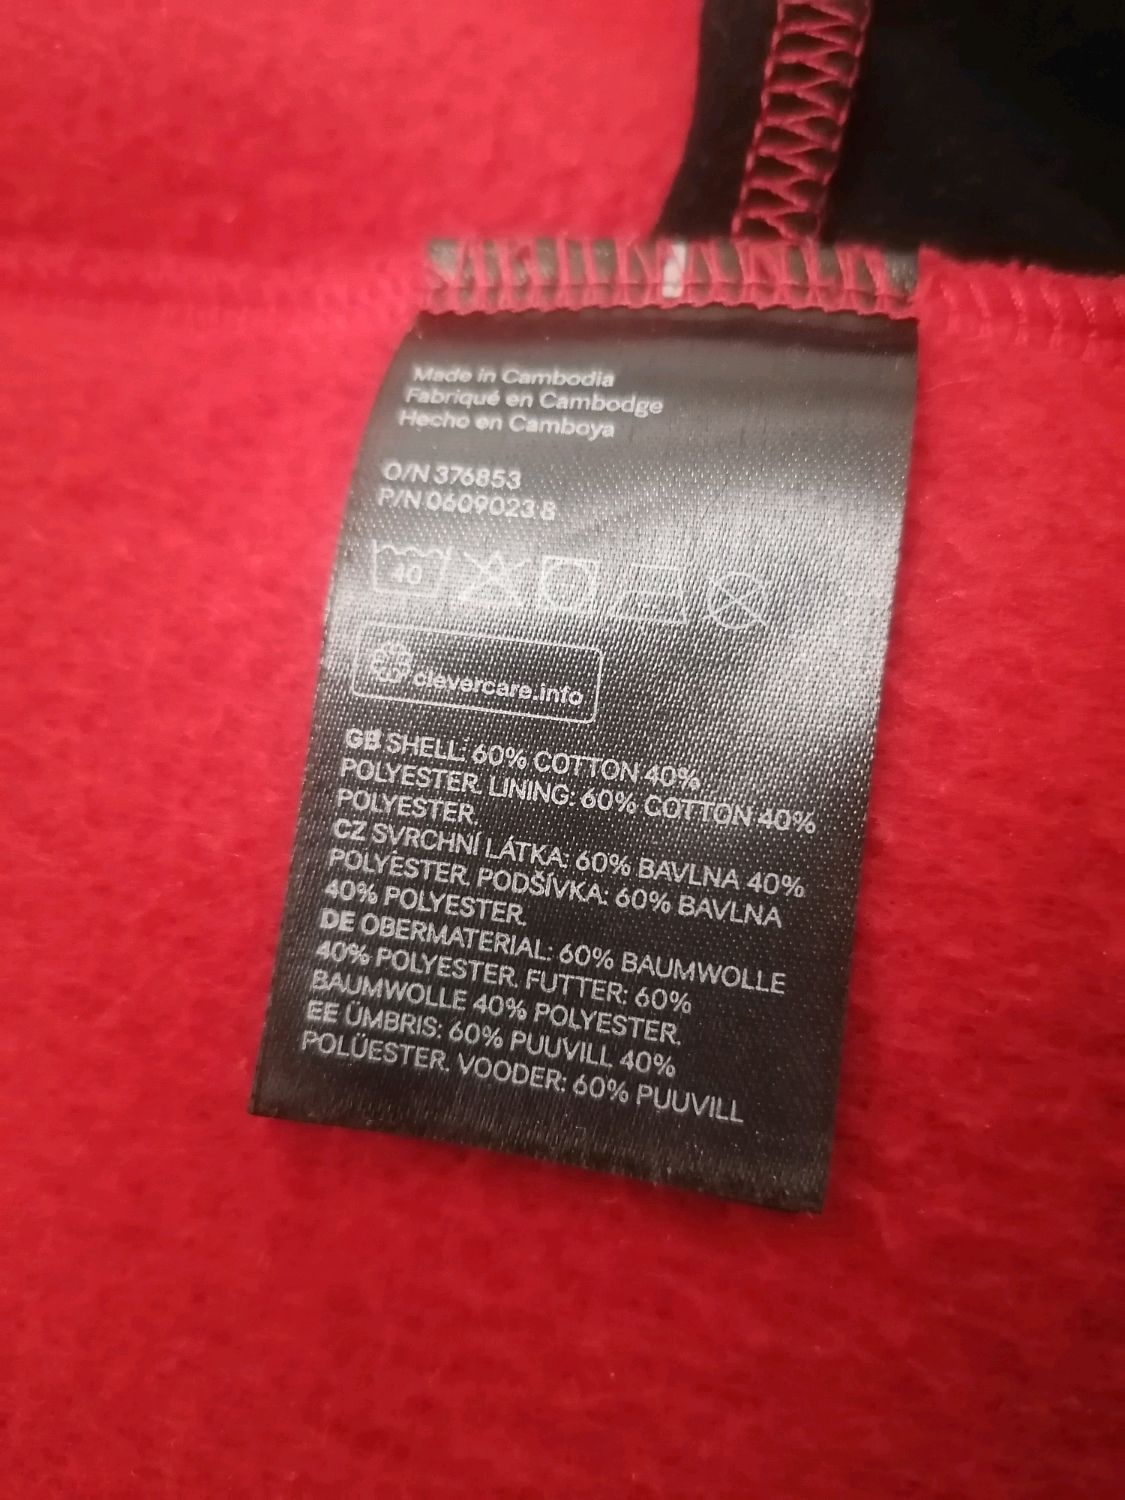 Made in Cambodia
Fabriqué en Cambodge
Hecho en Camboya
O/N 376853
P/N 0609023 B
40
clevercare.info
GB SHELL: 60% COTTON 40%
POLYESTER. LINING: 60% COTTON 40%
POLYESTER.
CZ SVRCHNÍ LÁTKA: 60% BAVLNA 40%
POLYESTER. PODŠÍVKA: 60% BAVLNA
40% POLYESTER.
DE OBERMATERIAL: 60% BAUMWOLLE
40% POLYESTER. FUTTER: 60%
BAUMWOLLE 40% POLYESTER.
EE ÜMBRIS: 60% PUUVILL 40%
POLÜESTER. VOODER: 60% PUUVILL